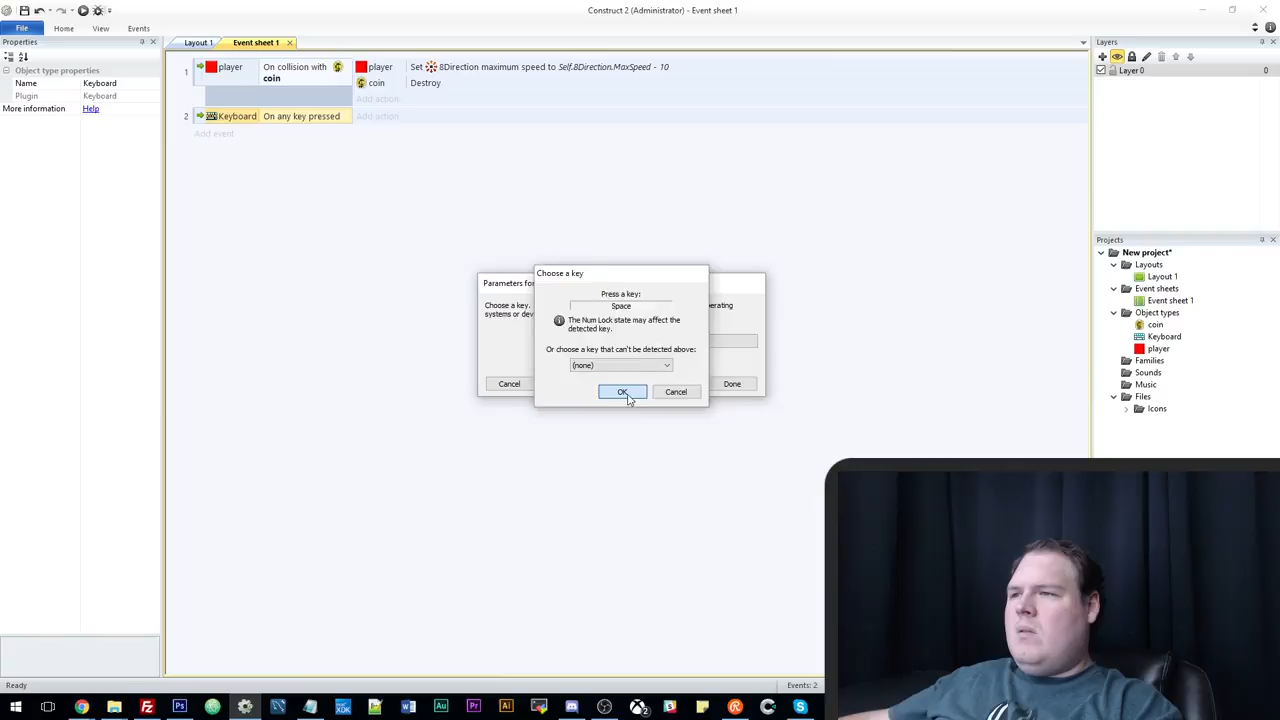 Construct 2 (Administrator) - Event sheet 1
File
Home
View
Events
Properties
Object type properties
Name
Keyboard
Plugin
Keyboard
More information
Help
Layout 1
Event sheet 1
1
player
On collision with
coin
player
Set 8Direction maximum speed to Self.8Direction.MaxSpeed - 10
coin
Destroy
Add action
2
Keyboard
On any key pressed
Add action
Add event
Parameters for
Choose a key.
systems or dev
perating
Cancel
Done
Choose a key
Press a key:
Space
The Num Lock state may affect the
detected key.
Or choose a key that can't be detected above:
(none)
OK
Cancel
Layers
Layer 0
0
Projects
New project*
Layouts
Layout 1
Event sheets
Event sheet 1
Object types
coin
Keyboard
player
Families
Sounds
Music
Files
Icons
Ready
Events: 2